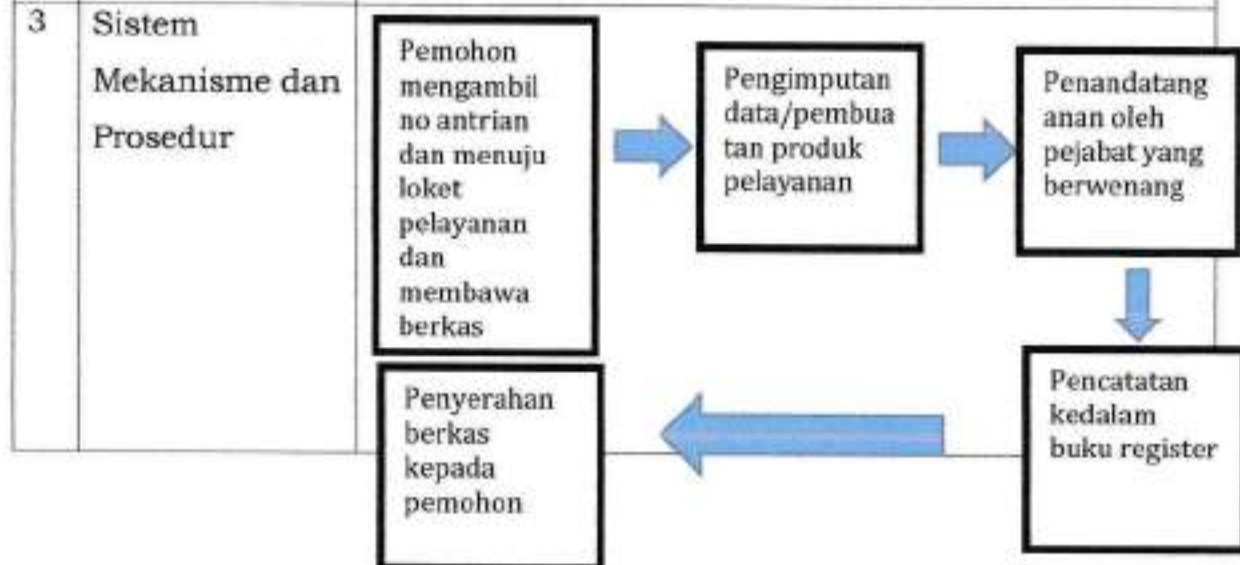 3
Sistem
Mekanisme dan
Prosedur
Pemohon
mengambil
no antrian
dan menuju
loket
pelayanan
dan
membawa
berkas
Pengimputan
data/pembua
tan produk
pelayanan
Penandatang
anan oleh
pejabat yang
berwenang
Pencatatan
kedalam
buku register
Penyerahan
berkas
kepada
pemohon